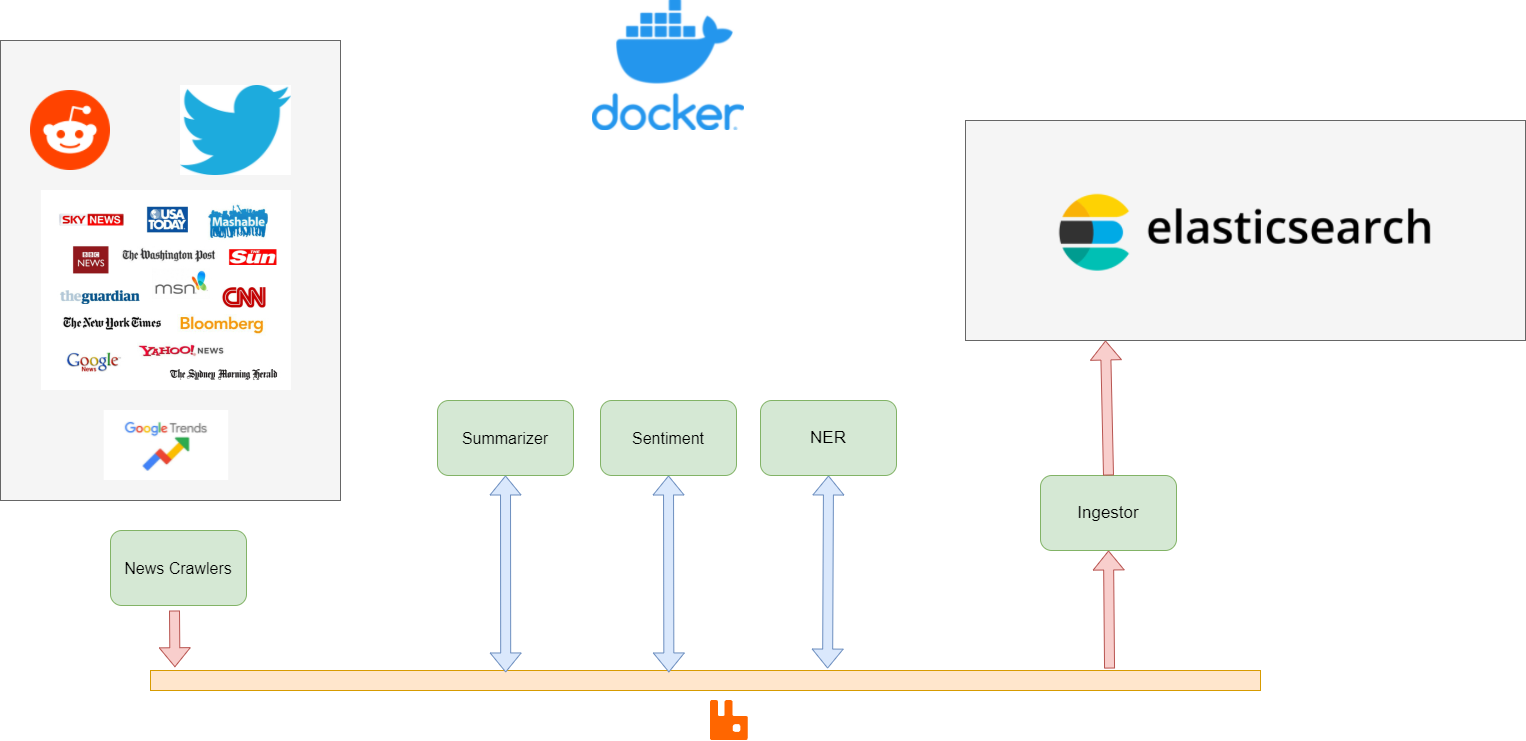 docker
SKY NEWS
USA TODAY
Mashable
BBC NEWS
The Washington Post
THE Sun
theguardian
msn
CNN
The New York Times
Bloomberg
Google News
YAHOO! NEWS
The Sydney Morning Herald
Google Trends
elasticsearch
Summarizer
Sentiment
NER
Ingestor
News Crawlers